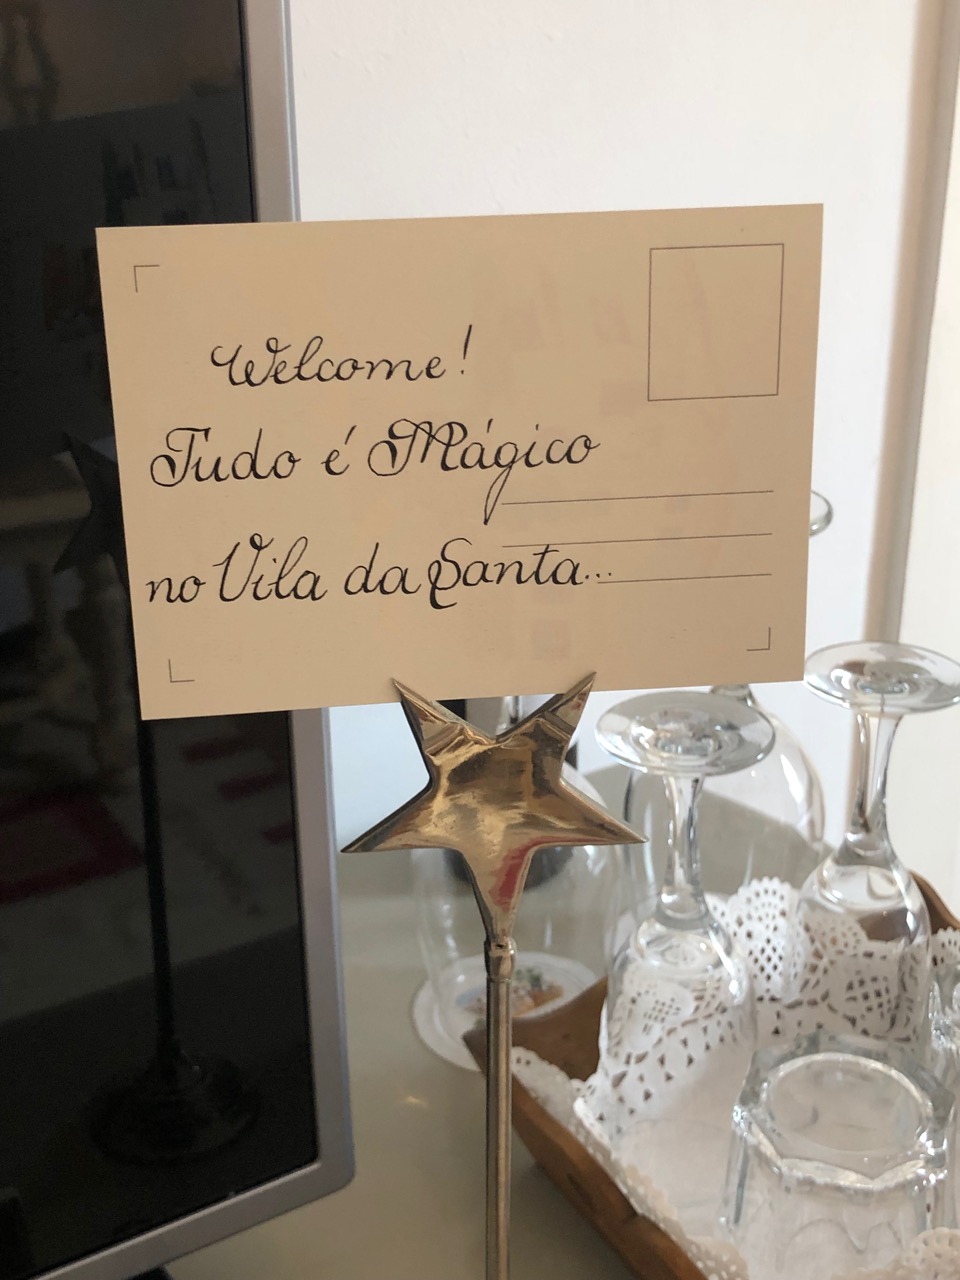 Welcome!
Tudo é Mágico
no Vila da Santa...